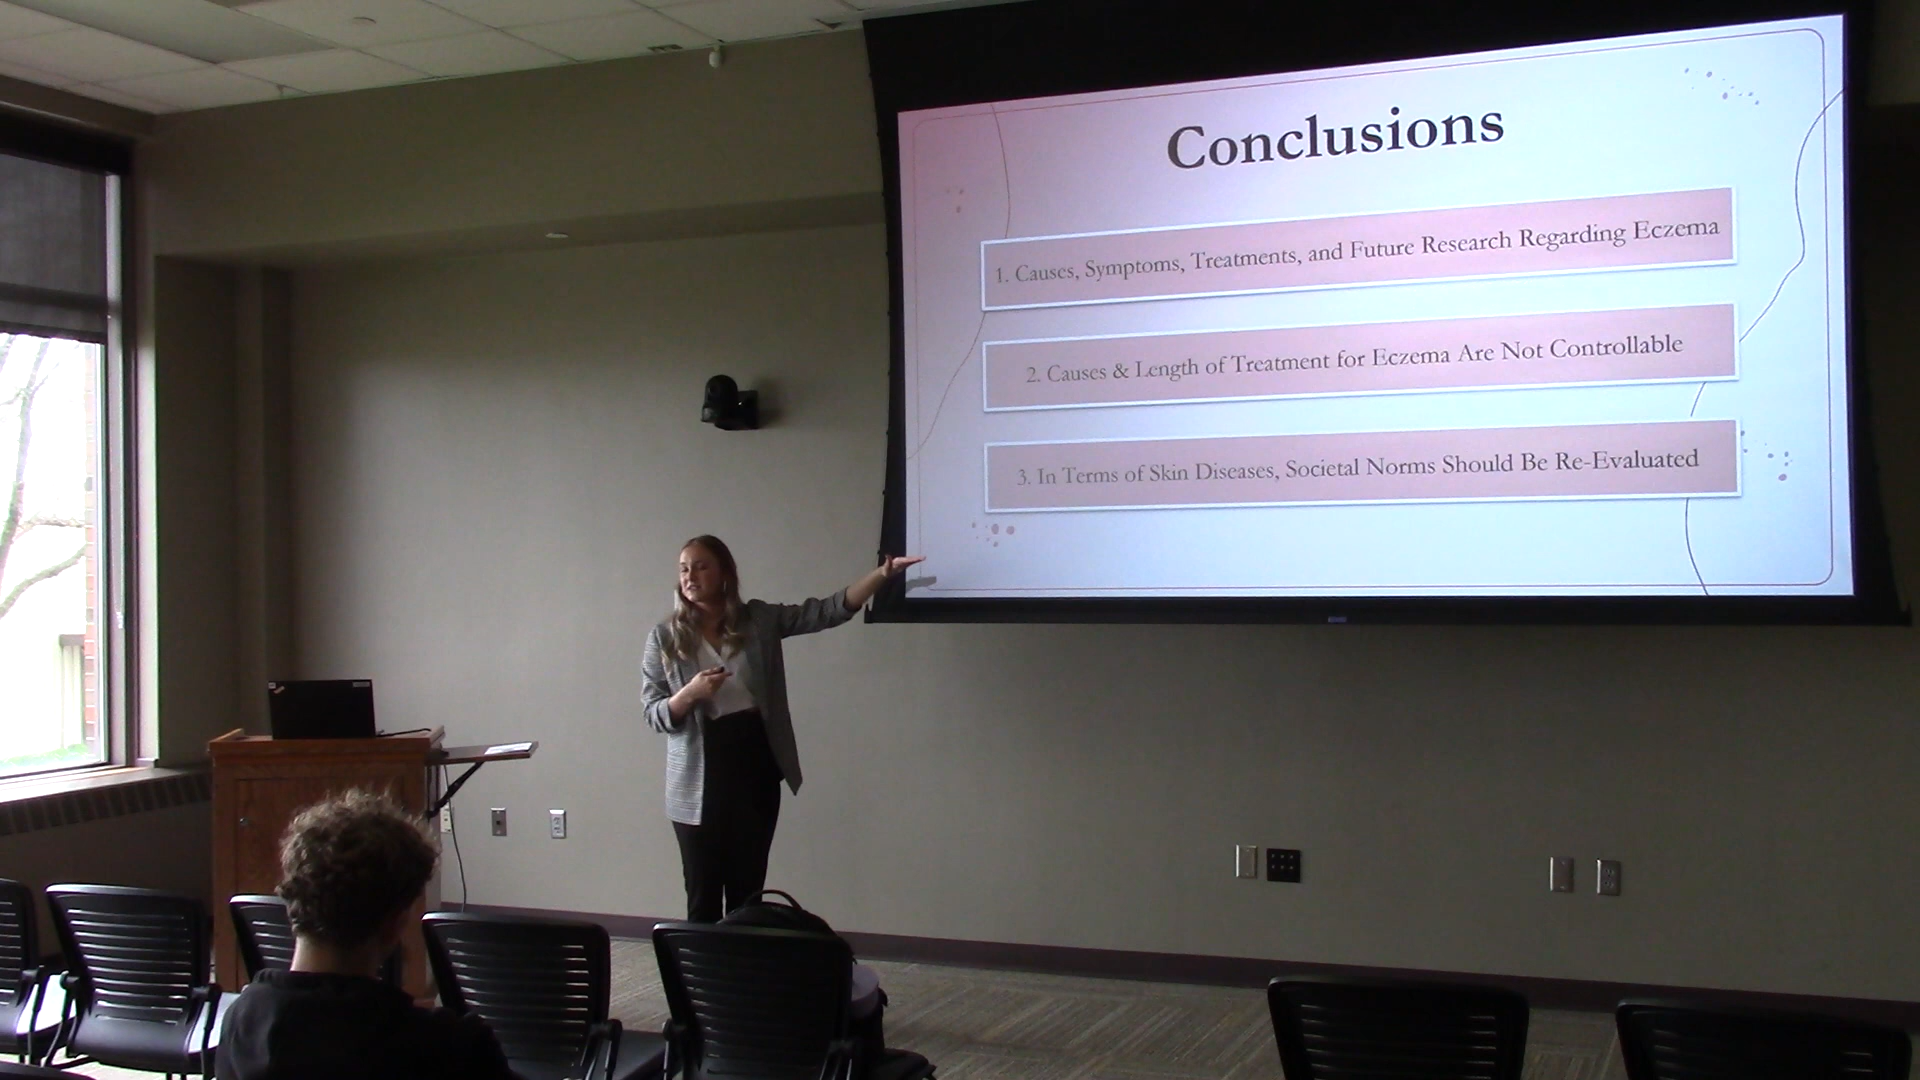 Conclusions
1. Causes, Symptoms, Treatments, and Future Research Regarding Eczema
2. Causes & Length of Treatment for Eczema Are Not Controllable
3. In Terms of Skin Diseases, Societal Norms Should Be Re-Evaluated